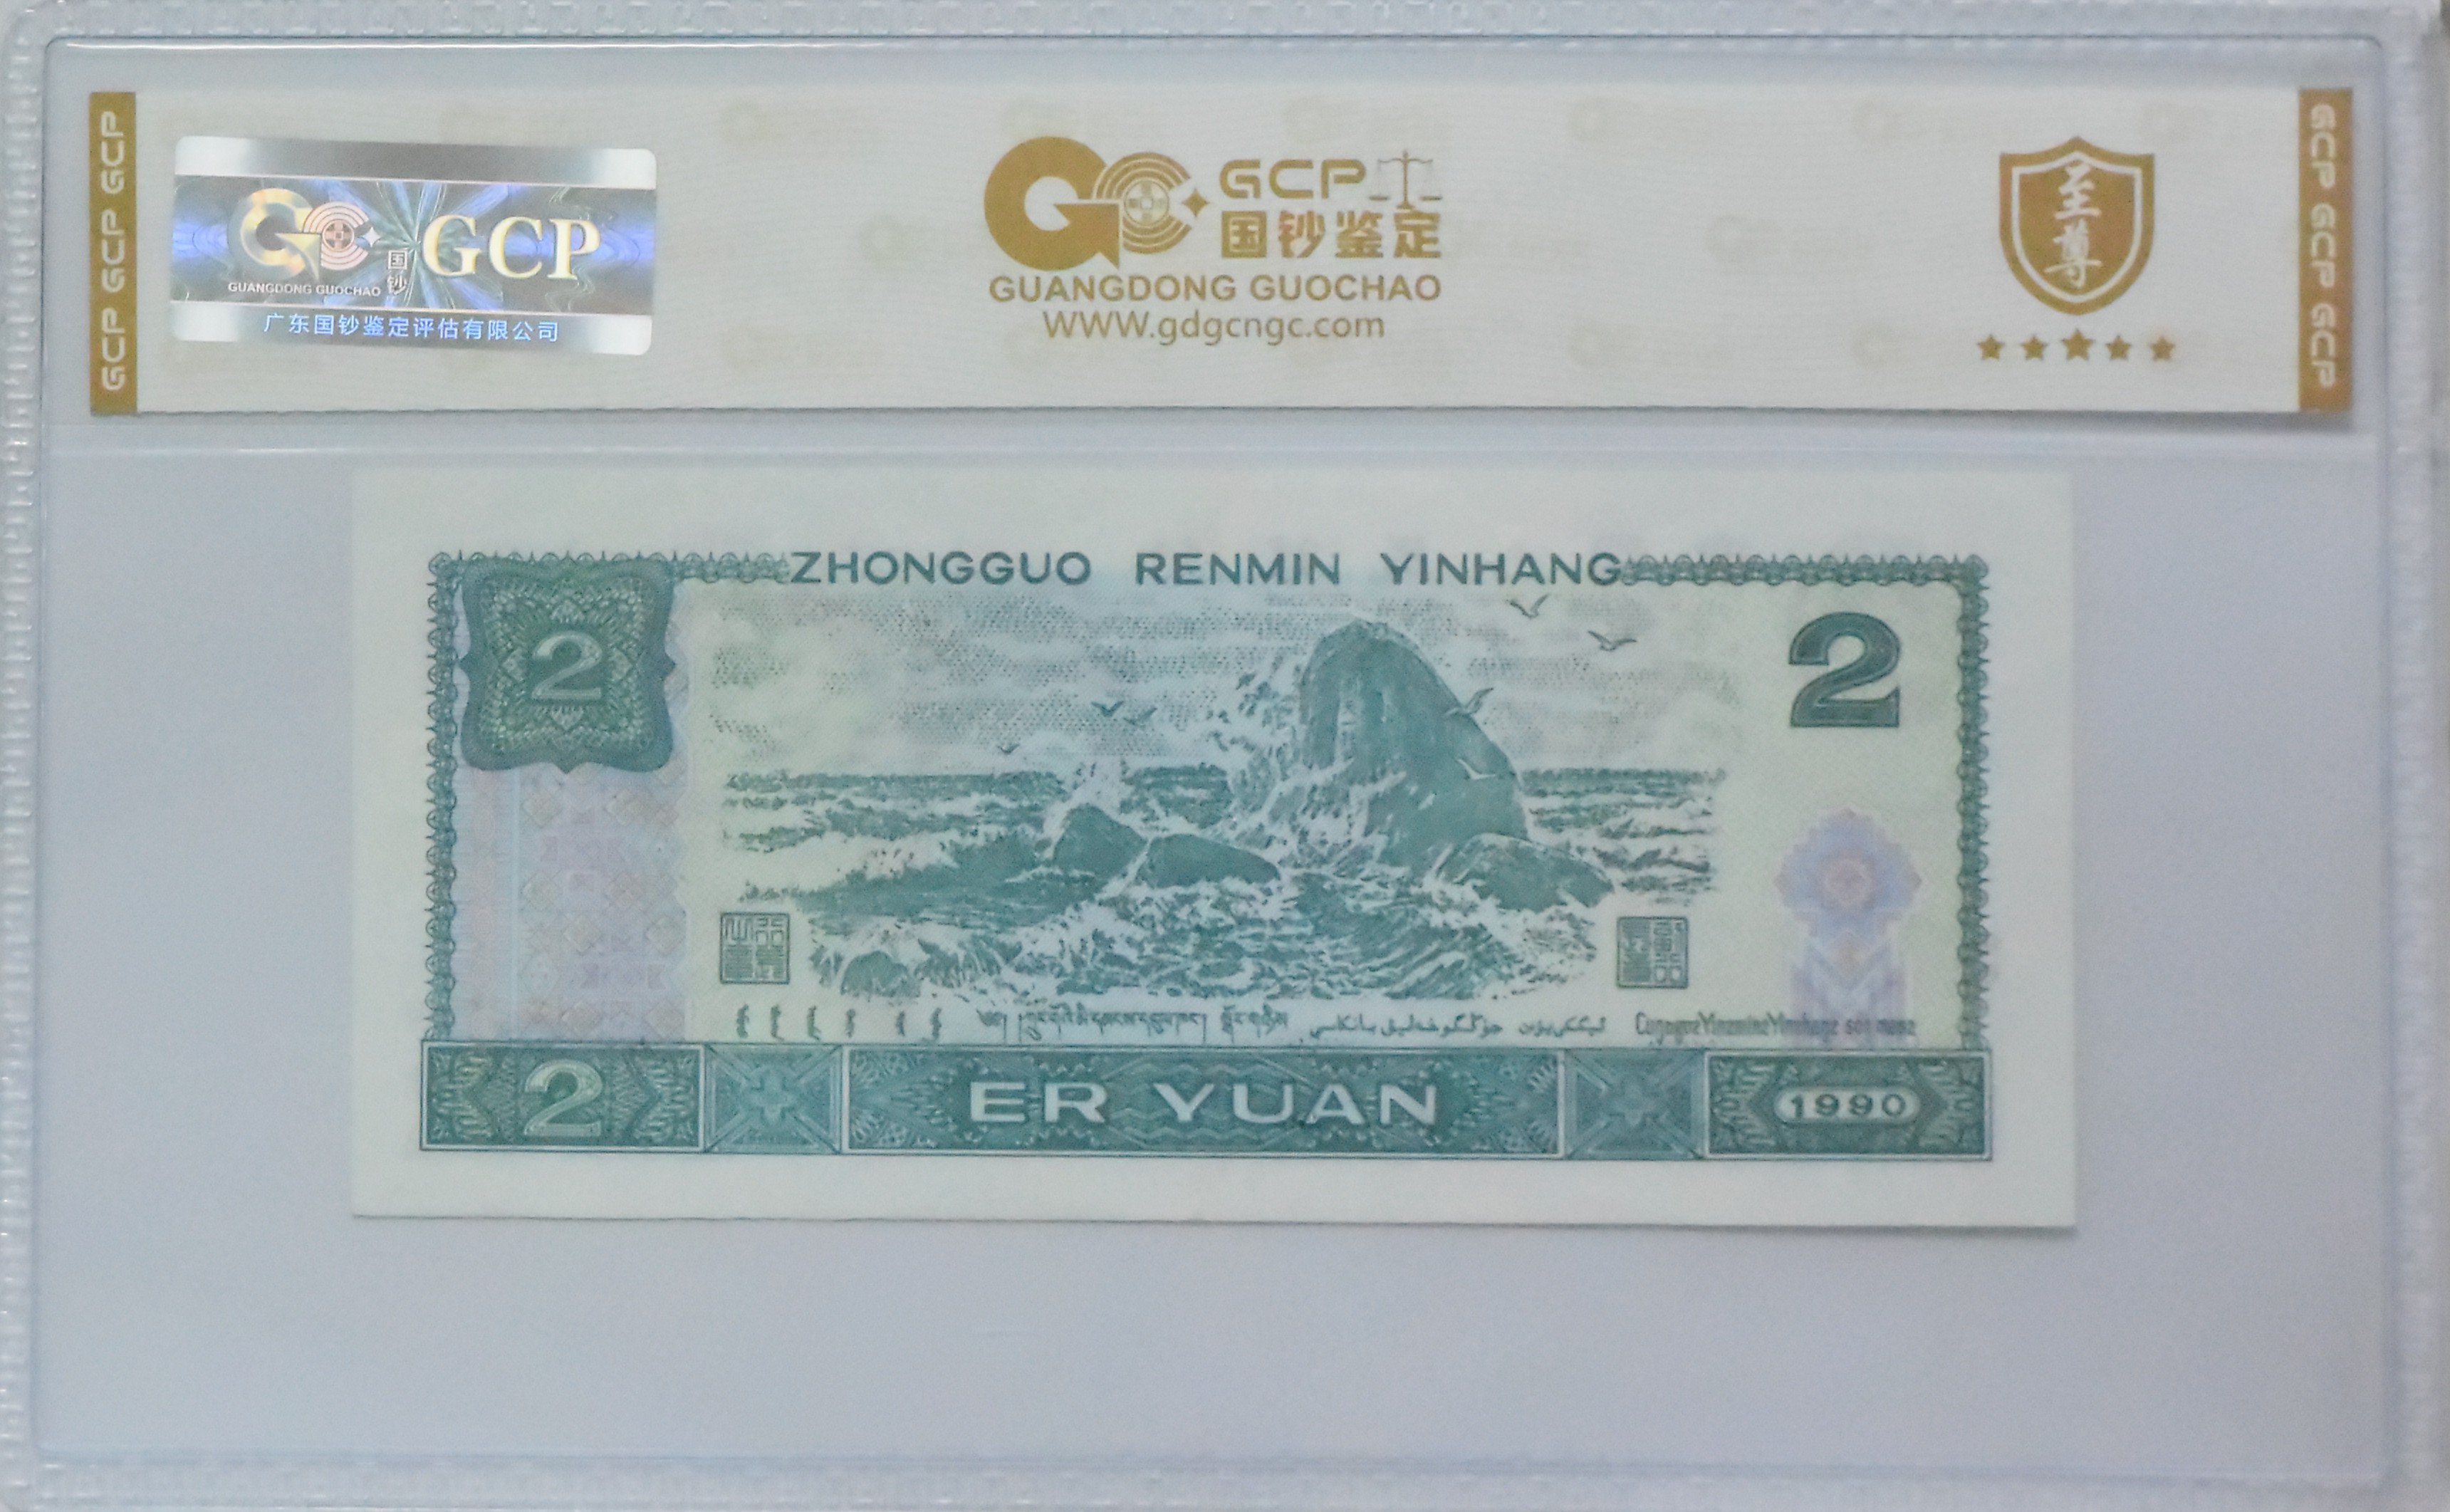 GCP GCP GCP
GUANGDONG GUOCHAO
国钞
GCP
广东国钞鉴定评估有限公司
GCP
国钞鉴定
GUANGDONG GUOCHAO
WWW.gdgcngc.com
至尊
GCP GCP GCP
ZHONGGUO RENMIN YINHANG
2
2
2
ER YUAN
1990